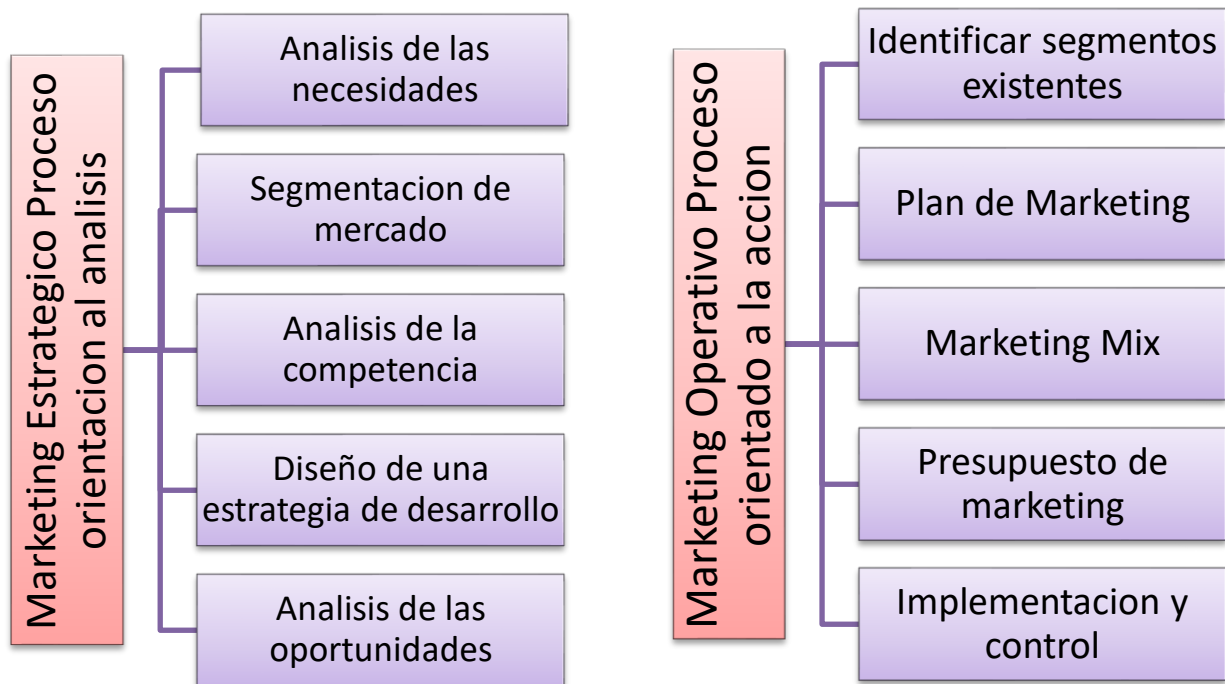 Marketing Estrategico Proceso
orientacion al analisis
Analisis de las
necesidades
Segmentacion de
mercado
Analisis de la
competencia
Diseño de una
estrategia de desarrollo
Analisis de las
oportunidades
Marketing Operativo Proceso
orientado a la accion
Identificar segmentos
existentes
Plan de Marketing
Marketing Mix
Presupuesto de
marketing
Implementacion y
control